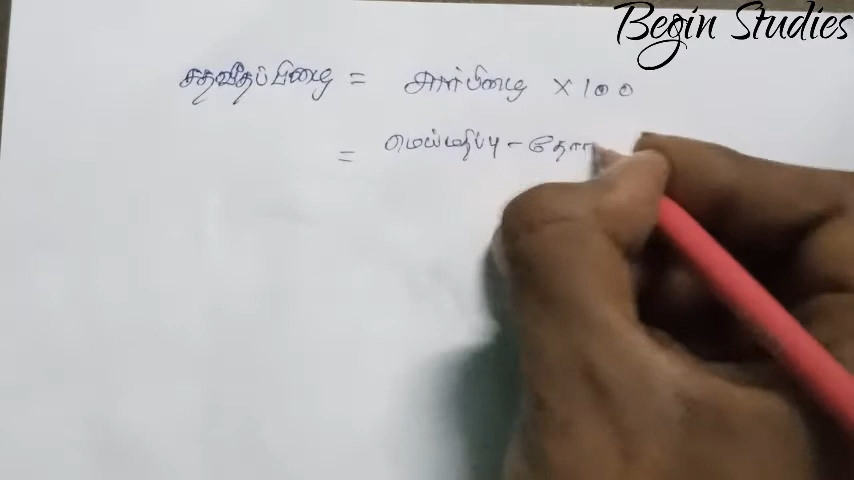 Begin Studies
சதவீதப்பிழை = சார்பிழை × 100
= மெய்மதிப்பு - தோரா